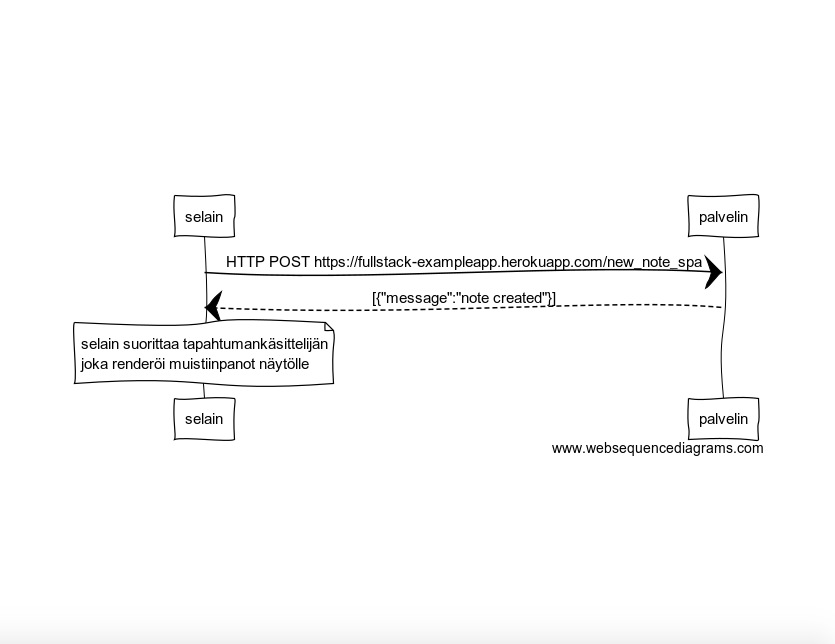 selain
palvelin
HTTP POST https://fullstack-exampleapp.herokuapp.com/new_note_spa
[{"message":"note created"}]
selain suorittaa tapahtumankäsittelijän
joka renderöi muistiinpanot näytölle
selain
palvelin
www.websequencediagrams.com